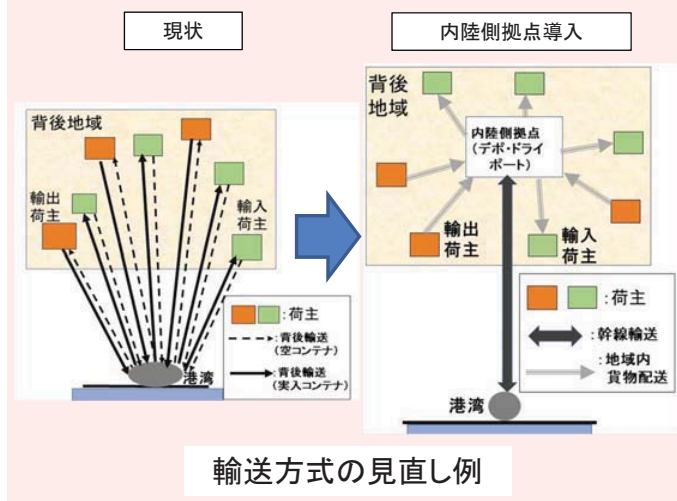 現状
内陸側拠点導入
背後地域
輸出
荷主
輸入
荷主
:荷主
:背後輸送
(空コンテナ)
:背後輸送
(実入コンテナ)
港湾
背後
地域
内陸側拠点
(デポ・ドライ
ポート)
輸出
荷主
輸入
荷主
:荷主
:幹線輸送
:地域内
貨物配送
港湾
輸送方式の見直し例